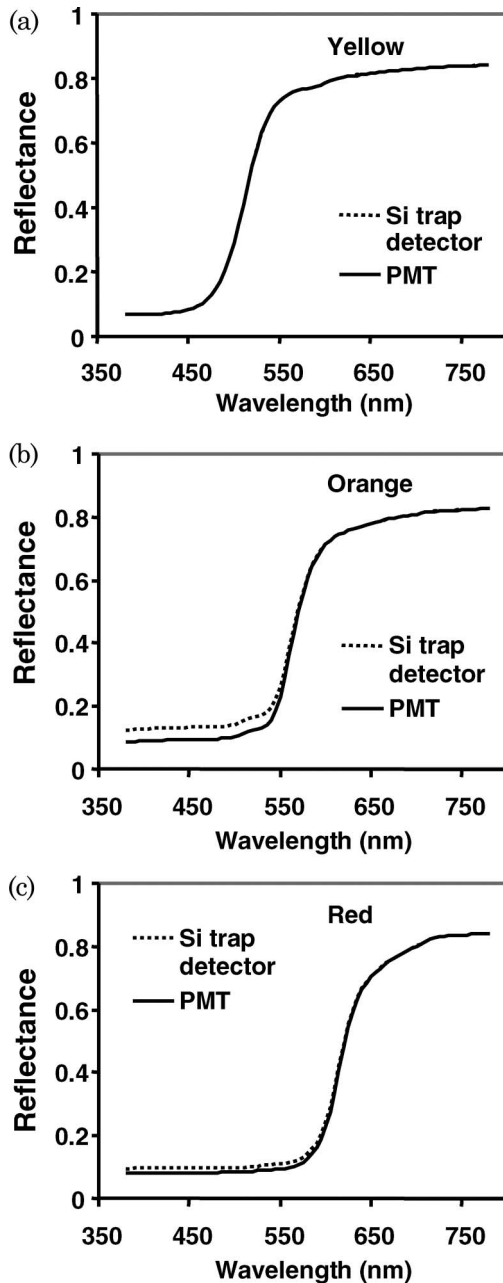 (a)
Yellow
Reflectance
1
0.8
0.6
0.4
0.2
0
Si trap
detector
PMT
350 450 550 650 750
Wavelength (nm)
(b)
Orange
Reflectance
1
0.8
0.6
0.4
0.2
0
Si trap
detector
PMT
350 450 550 650 750
Wavelength (nm)
(c)
Red
Reflectance
1
0.8
0.6
0.4
0.2
0
Si trap
detector
PMT
350 450 550 650 750
Wavelength (nm)